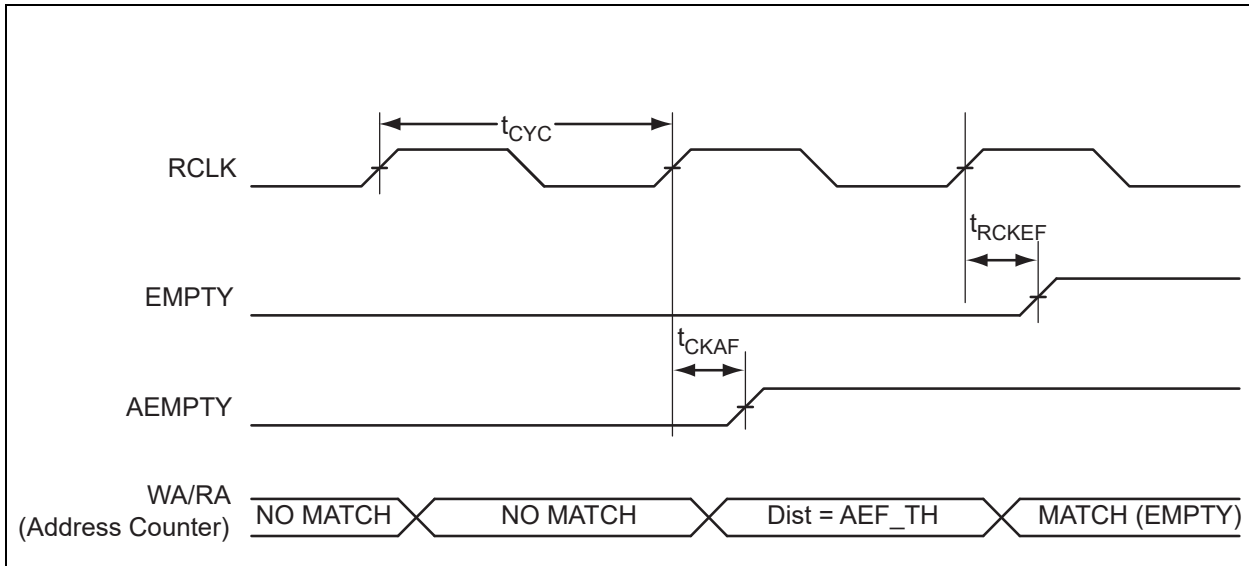 tCYC
RCLK
tRCKEF
EMPTY
tCKAF
AEMPTY
WA/RA
(Address Counter)
NO MATCH
NO MATCH
Dist = AEF_TH
MATCH (EMPTY)